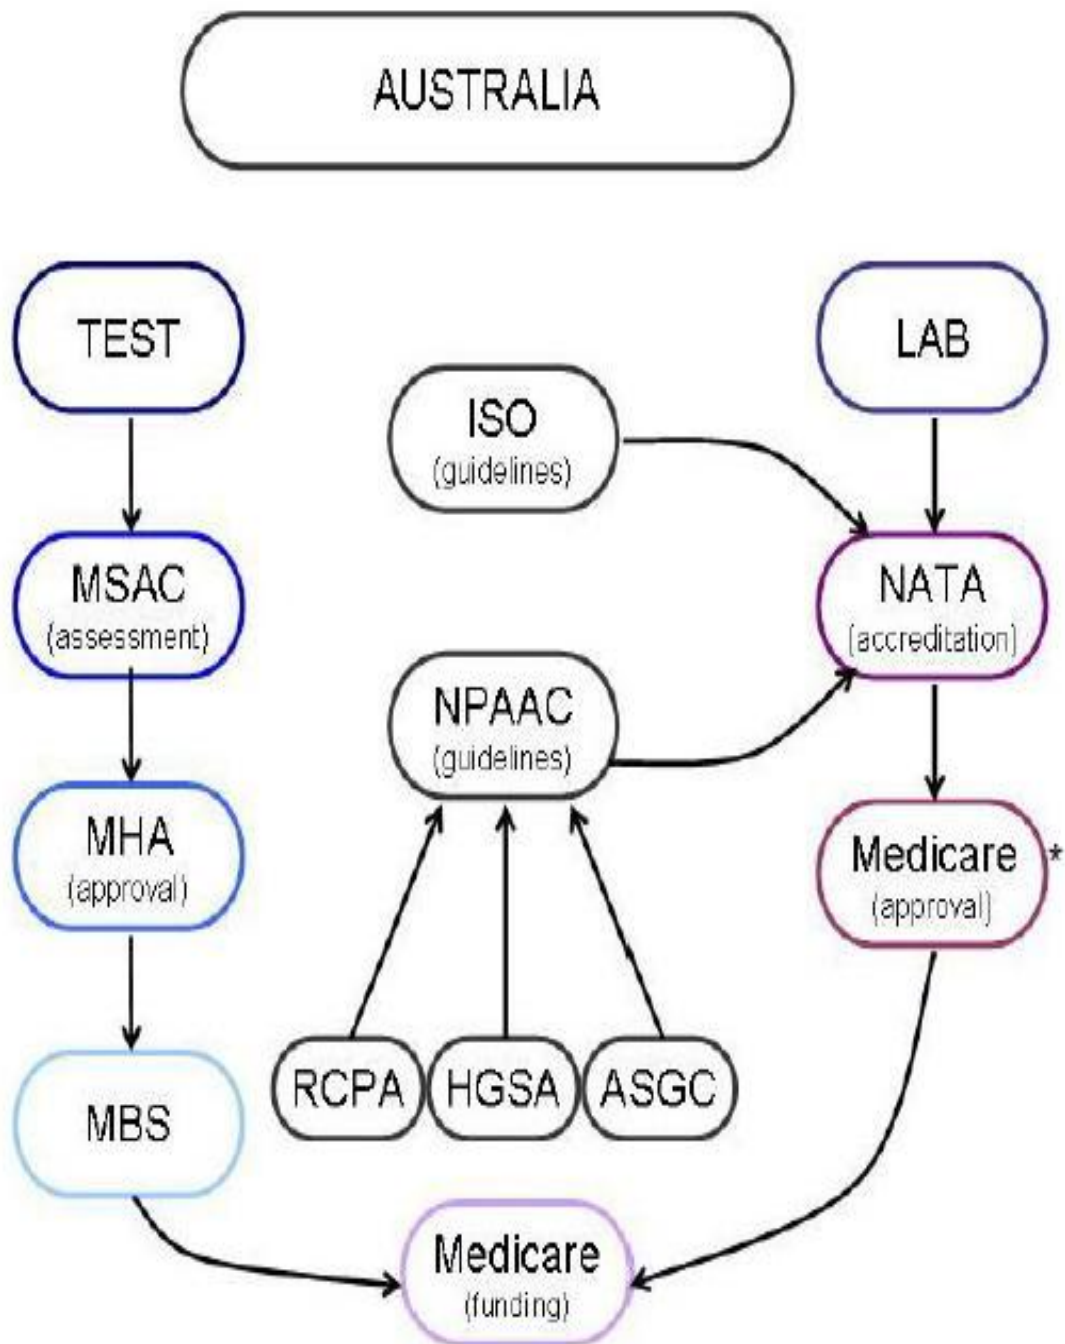 AUSTRALIA
TEST
LAB
ISO
(guidelines)
MSAC
(assessment)
NATA
(accreditation)
NPAAC
(guidelines)
MHA
(approval)
Medicare *
(approval)
RCPA
HGSA
ASGC
MBS
Medicare
(funding)